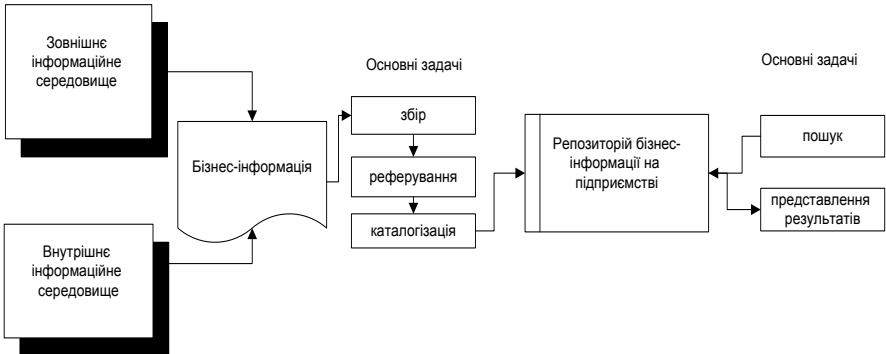 Зовнішнє
інформаційне
середовище
Внутрішнє
інформаційне
середовище
Бізнес-інформація
Основні задачі
збір
реферування
каталогізація
Репозиторій бізнес-
інформації на
підприємстві
Основні задачі
пошук
представлення
результатів